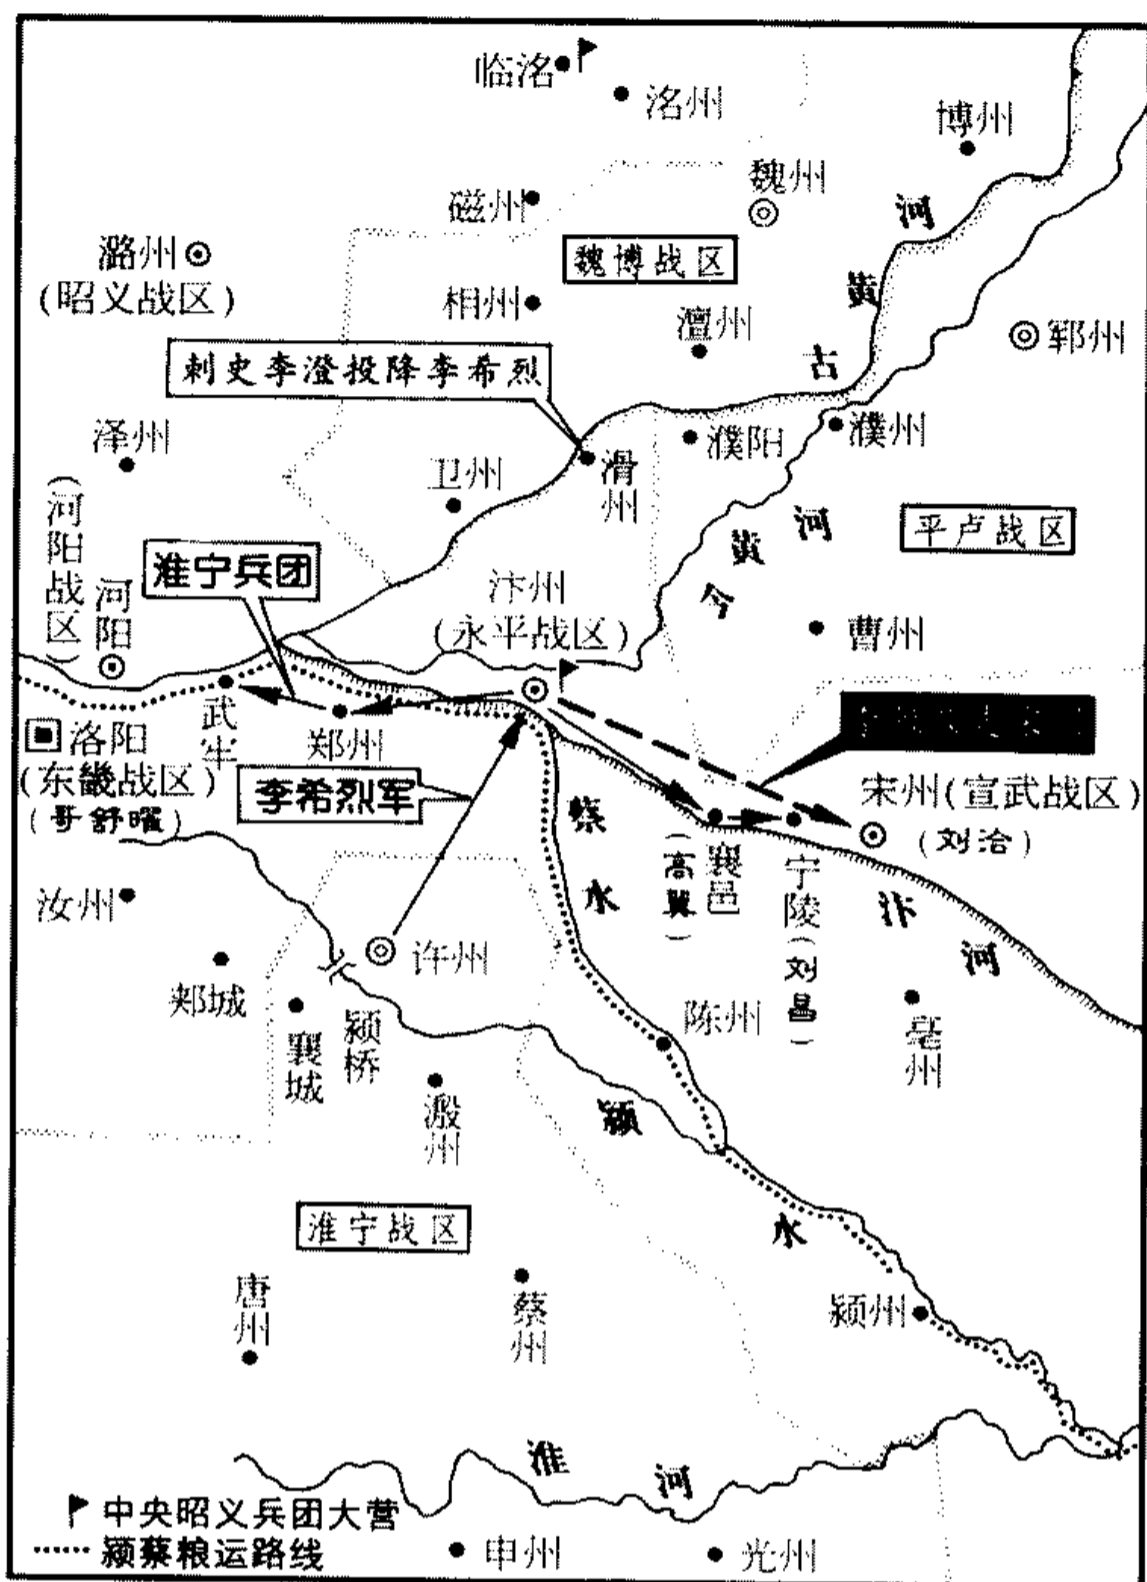 临洺
洺州
博州
磁州
魏州
古黄河
潞州
(昭义战区)
魏博战区
相州
澶州
郓州
刺史李澄投降李希烈
泽州
卫州
滑州
濮阳
濮州
(河阳战区)
河阳
淮宁兵团
今黄河
平卢战区
汴州
(永平战区)
曹州
武牢
郑州
洛阳
(东畿战区)
(哥舒曜)
李希烈军
宋州(宣武战区)
(刘洽)
蔡水
襄邑
(高翼)
宁陵(刘昌)
汴河
汝州
郏城
许州
襄城
颍桥
陈州
亳州
溵州
颍水
淮宁战区
唐州
蔡州
颍州
淮河
中央昭义兵团大营
颍蔡粮运路线
申州
光州